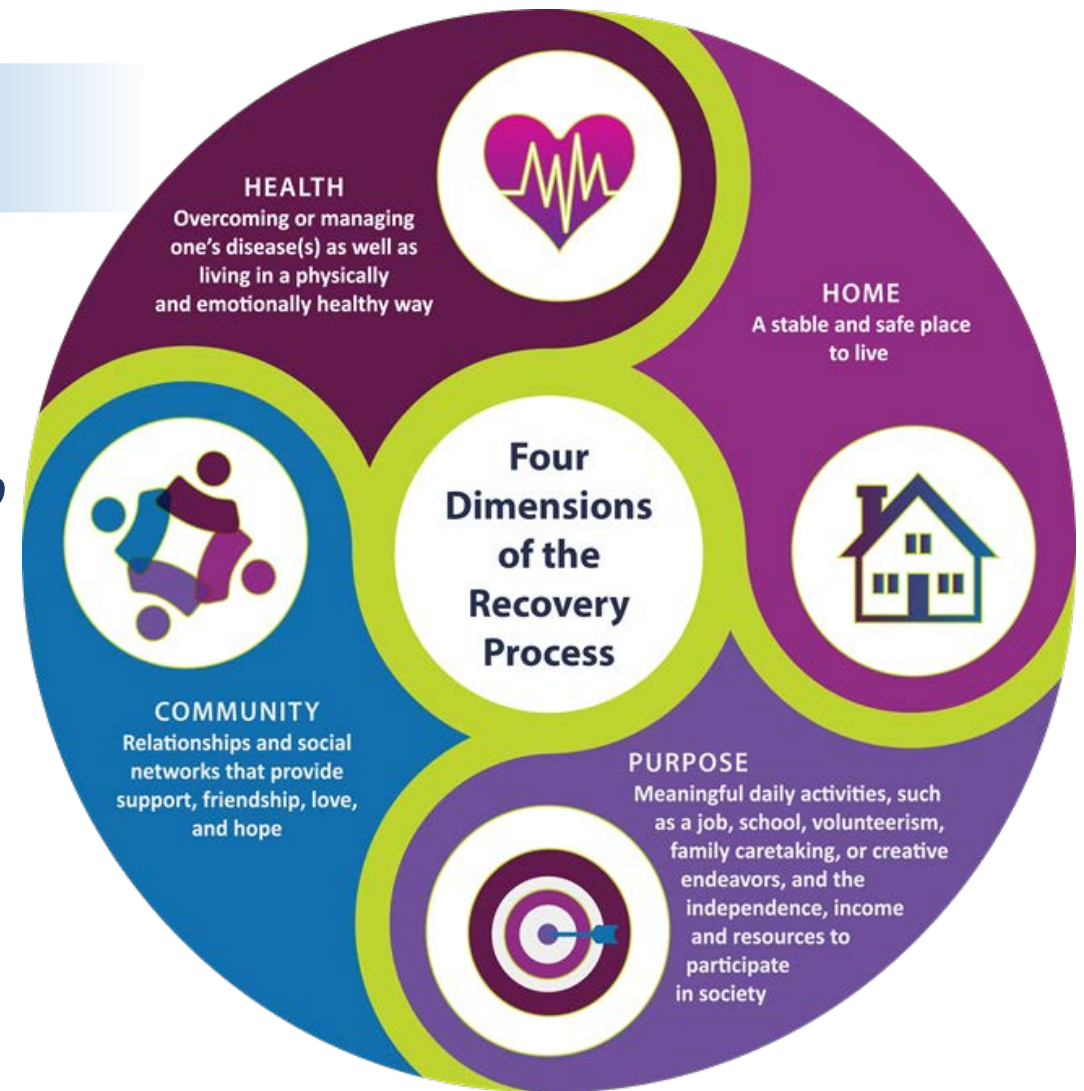 HEALTH
Overcoming or managing
one's disease(s) as well as
living in a physically
and emotionally healthy way
HOME
A stable and safe place
to live
Four
Dimensions
of the
Recovery
Process
COMMUNITY
Relationships and social
networks that provide
support, friendship, love,
and hope
PURPOSE
Meaningful daily activities, such
as a job, school, volunteerism,
family caretaking, or creative
endeavors, and the
independence, income
and resources to
participate
in society